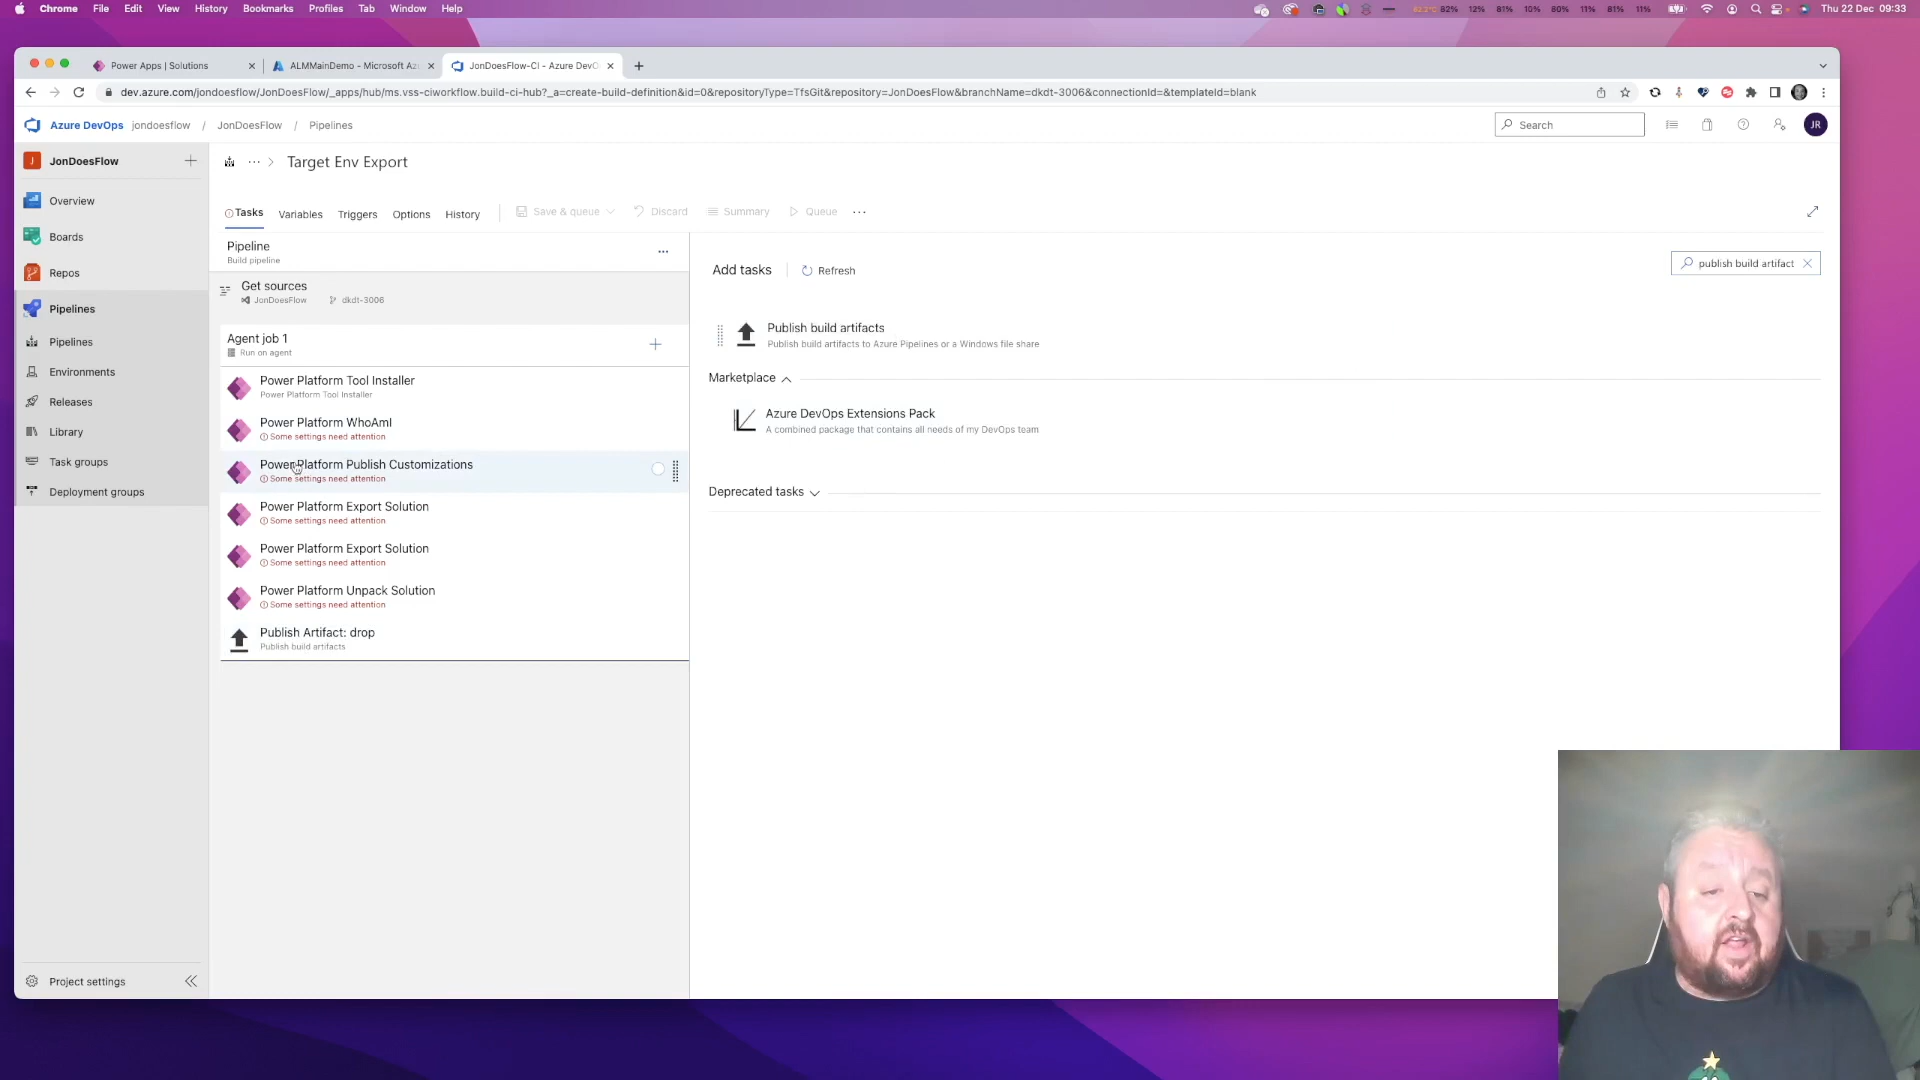 Chrome File Edit View History Bookmarks Profiles Tab Window Help
82% 12% 81% 10% 80% 11% 81% 11%
Thu 22 Dec 09:33
Power Apps | Solutions
ALMMainDemo - Microsoft Az
JonDoesFlow-CI - Azure DevO
dev.azure.com/jondoesflow/JonDoesFlow/_apps/hub/ms.vss-ciworkflow.build-ci-hub?_a=create-build-definition&id=0&repositoryType=TfsGit&repository=JonDoesFlow&branchName=dkdt-3006&connectionId=&templateId=blank
Azure DevOps jondoesflow / JonDoesFlow / Pipelines
Search
JR
J JonDoesFlow
Overview
Boards
Repos
Pipelines
Pipelines
Environments
Releases
Library
Task groups
Deployment groups
Project settings
Target Env Export
Tasks Variables Triggers Options History Save & queue Discard Summary Queue
Pipeline
Build pipeline
Get sources
JonDoesFlow dkdt-3006
Agent job 1
Run on agent
Power Platform Tool Installer
Power Platform Tool Installer
Power Platform WhoAmI
Some settings need attention
Power Platform Publish Customizations
Some settings need attention
Power Platform Export Solution
Some settings need attention
Power Platform Export Solution
Some settings need attention
Power Platform Unpack Solution
Some settings need attention
Publish Artifact: drop
Publish build artifacts
Add tasks Refresh
publish build artifact
Publish build artifacts
Publish build artifacts to Azure Pipelines or a Windows file share
Marketplace
Azure DevOps Extensions Pack
A combined package that contains all needs of my DevOps team
Deprecated tasks